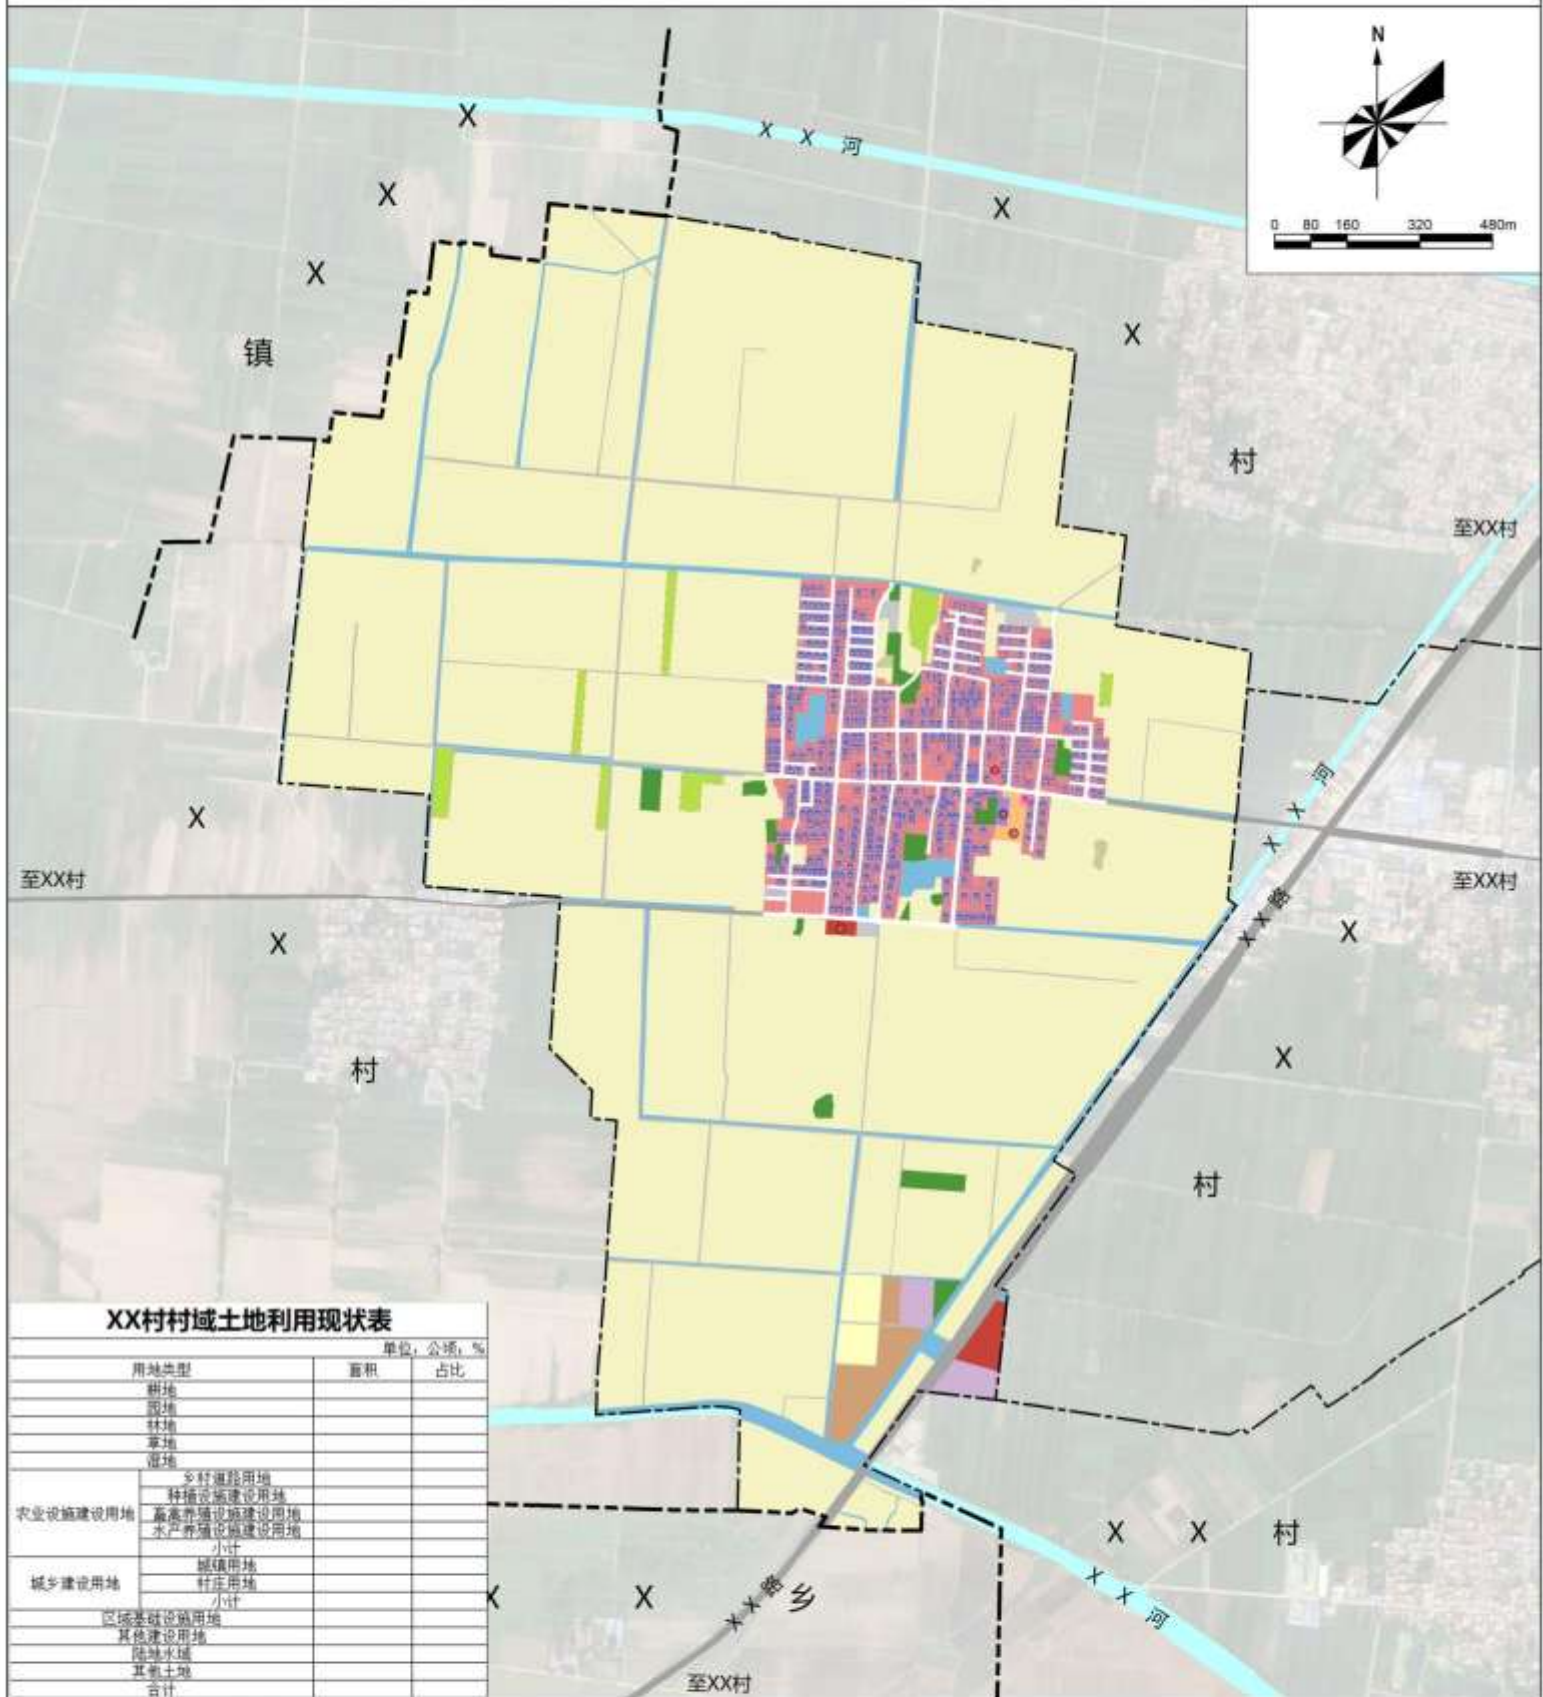 N
0 80 160 320 480m
X X 河
X
X
X
镇
X
X
村
至XX村
X X 河
X
X
村
至XX村
至XX村
X X 路
X
X
村
XX村村域土地利用现状表
单位：公顷；%
用地类型 面积 占比
耕地
园地
林地
草地
湿地
农业设施建设用地
乡村道路用地
种植设施建设用地
畜禽养殖设施建设用地
水产养殖设施建设用地
小计
城乡建设用地
城镇用地
村庄用地
小计
区域基础设施用地
其他建设用地
陆地水域
其他土地
合计
X X 村
X X 乡
X X 路
X X 河
至XX村